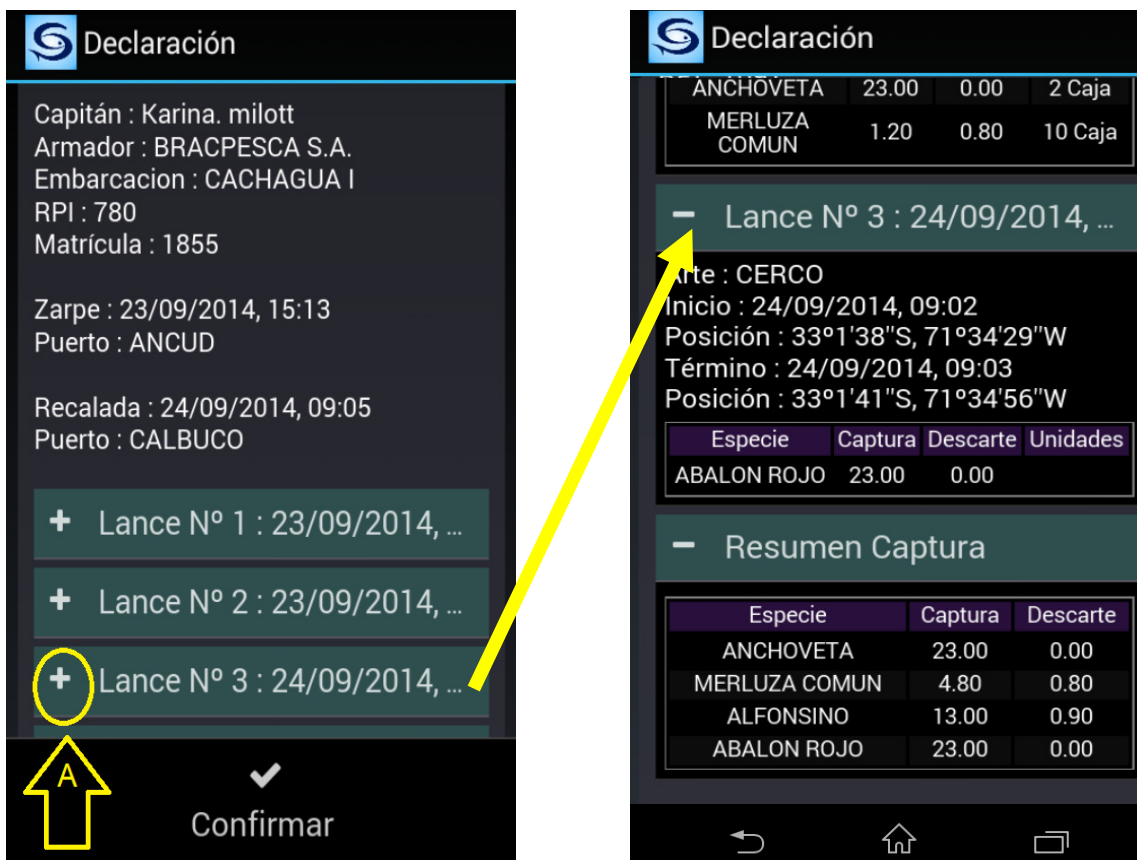 Declaración
Capitán : Karina. milott
Armador : BRACPESCA S.A.
Embarcacion : CACHAGUA I
RPI : 780
Matrícula : 1855
Zarpe : 23/09/2014, 15:13
Puerto : ANCUD
Recalada : 24/09/2014, 09:05
Puerto : CALBUCO
+ Lance Nº 1 : 23/09/2014, ...
+ Lance Nº 2 : 23/09/2014, ...
+ Lance Nº 3 : 24/09/2014, ...
A
Confirmar
Declaración
ANCHOVETA 23.00 0.00 2 Caja
MERLUZA COMUN 1.20 0.80 10 Caja
− Lance Nº 3 : 24/09/2014, ...
Arte : CERCO
Inicio : 24/09/2014, 09:02
Posición : 33º1'38"S, 71º34'29"W
Término : 24/09/2014, 09:03
Posición : 33º1'41"S, 71º34'56"W
Especie Captura Descarte Unidades
ABALON ROJO 23.00 0.00
− Resumen Captura
Especie Captura Descarte
ANCHOVETA 23.00 0.00
MERLUZA COMUN 4.80 0.80
ALFONSINO 13.00 0.90
ABALON ROJO 23.00 0.00